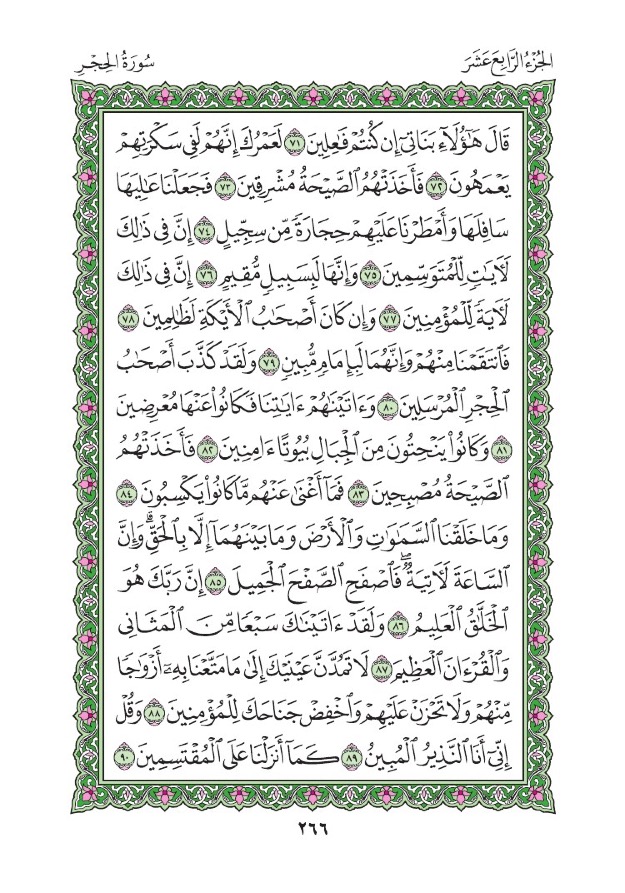 الجُزْءُ الرَّابِعَ عَشَرَ
سُورَةُ الحِجْرِ
قَالَ هَٰٓؤُلَآءِ بَنَاتِيٓ إِن كُنتُمْ فَٰعِلِينَ ٧١ لَعَمْرُكَ إِنَّهُمْ لَفِي سَكْرَتِهِمْ
يَعْمَهُونَ ٧٢ فَأَخَذَتْهُمُ ٱلصَّيْحَةُ مُشْرِقِينَ ٧٣ فَجَعَلْنَا عَٰلِيَهَا
سَافِلَهَا وَأَمْطَرْنَا عَلَيْهِمْ حِجَارَةً مِّن سِجِّيلٍ ٧٤ إِنَّ فِي ذَٰلِكَ
لَأٓيَٰتٍ لِّلْمُتَوَسِّمِينَ ٧٥ وَإِنَّهَا لَبِسَبِيلٍ مُّقِيمٍ ٧٦ إِنَّ فِي ذَٰلِكَ
لَأٓيَةً لِّلْمُؤْمِنِينَ ٧٧ وَإِن كَانَ أَصْحَٰبُ ٱلْأَيْكَةِ لَظَٰلِمِينَ ٧٨
فَٱنتَقَمْنَا مِنْهُمْ وَإِنَّهُمَا لَبِإِمَامٍ مُّبِينٍ ٧٩ وَلَقَدْ كَذَّبَ أَصْحَٰبُ
ٱلْحِجْرِ ٱلْمُرْسَلِينَ ٨٠ وَءَاتَيْنَٰهُمْ ءَايَٰتِنَا فَكَانُوا۟ عَنْهَا مُعْرِضِينَ
٨١ وَكَانُوا۟ يَنْحِتُونَ مِنَ ٱلْجِبَالِ بُيُوتًا ءَامِنِينَ ٨٢ فَأَخَذَتْهُمُ
ٱلصَّيْحَةُ مُصْبِحِينَ ٨٣ فَمَآ أَغْنَىٰ عَنْهُم مَّا كَانُوا۟ يَكْسِبُونَ ٨٤
وَمَا خَلَقْنَا ٱلسَّمَٰوَٰتِ وَٱلْأَرْضَ وَمَا بَيْنَهُمَآ إِلَّا بِٱلْحَقِّ ۗ وَإِنَّ
ٱلسَّاعَةَ لَأٓتِيَةٌ ۖ فَٱصْفَحِ ٱلصَّفْحَ ٱلْجَمِيلَ ٨٥ إِنَّ رَبَّكَ هُوَ
ٱلْخَلَّٰقُ ٱلْعَلِيمُ ٨٦ وَلَقَدْ ءَاتَيْنَٰكَ سَبْعًا مِّنَ ٱلْمَثَانِي
وَٱلْقُرْءَانَ ٱلْعَظِيمَ ٨٧ لَا تَمُدَّنَّ عَيْنَيْكَ إِلَىٰ مَا مَتَّعْنَا بِهِۦٓ أَزْوَٰجًا
مِّنْهُمْ وَلَا تَحْزَنْ عَلَيْهِمْ وَٱخْفِضْ جَنَاحَكَ لِلْمُؤْمِنِينَ ٨٨ وَقُلْ
إِنِّيٓ أَنَا ٱلنَّذِيرُ ٱلْمُبِينُ ٨٩ كَمَآ أَنزَلْنَا عَلَى ٱلْمُقْتَسِمِينَ ٩٠
٢٦٦